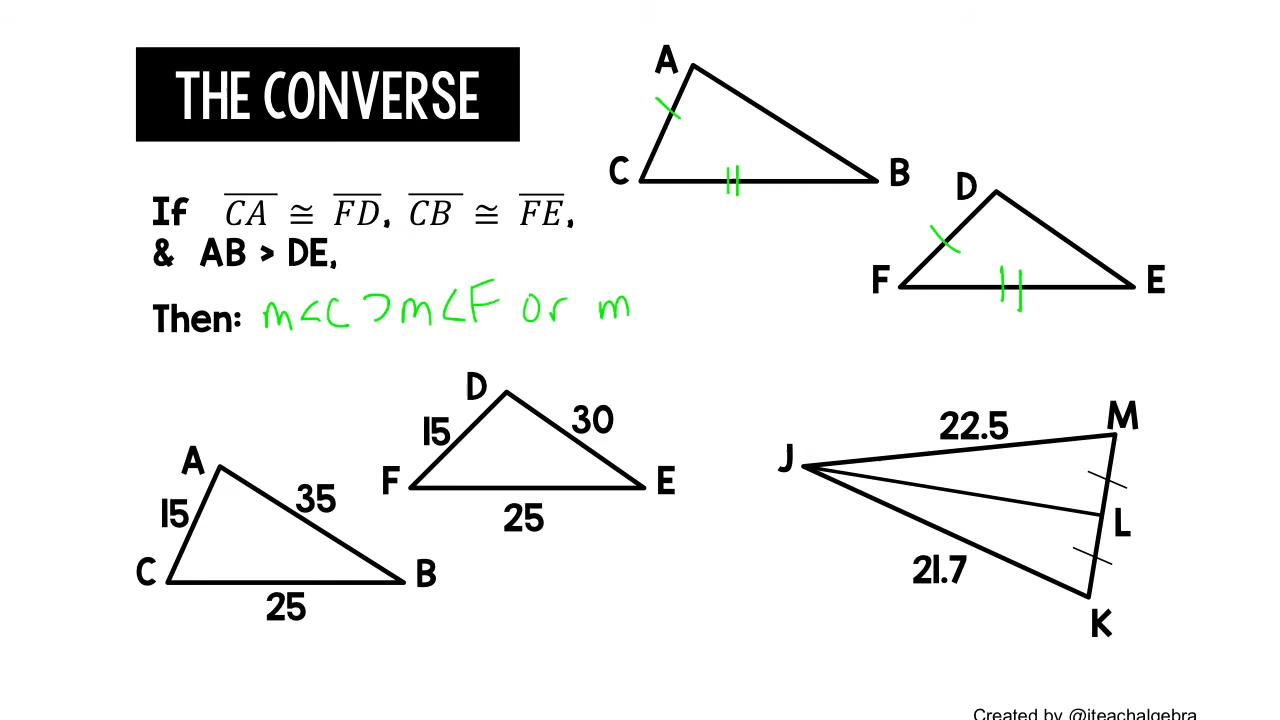 THE CONVERSE
If CA ≅ FD, CB ≅ FE,
& AB > DE,
Then: m<C >m<F or m
A
C
B
D
F
E
D
15
30
F
E
25
A
15
35
C
B
25
22.5
M
J
L
21.7
K
Created by @iteachalgebra